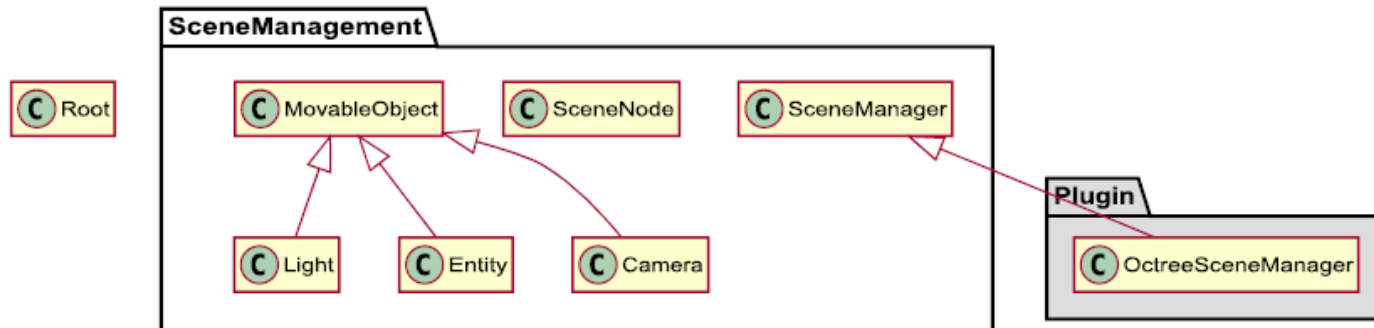 SceneManagement
C Root
C MovableObject
C SceneNode
C SceneManager
Plugin
C Light
C Entity
C Camera
C OctreeSceneManager